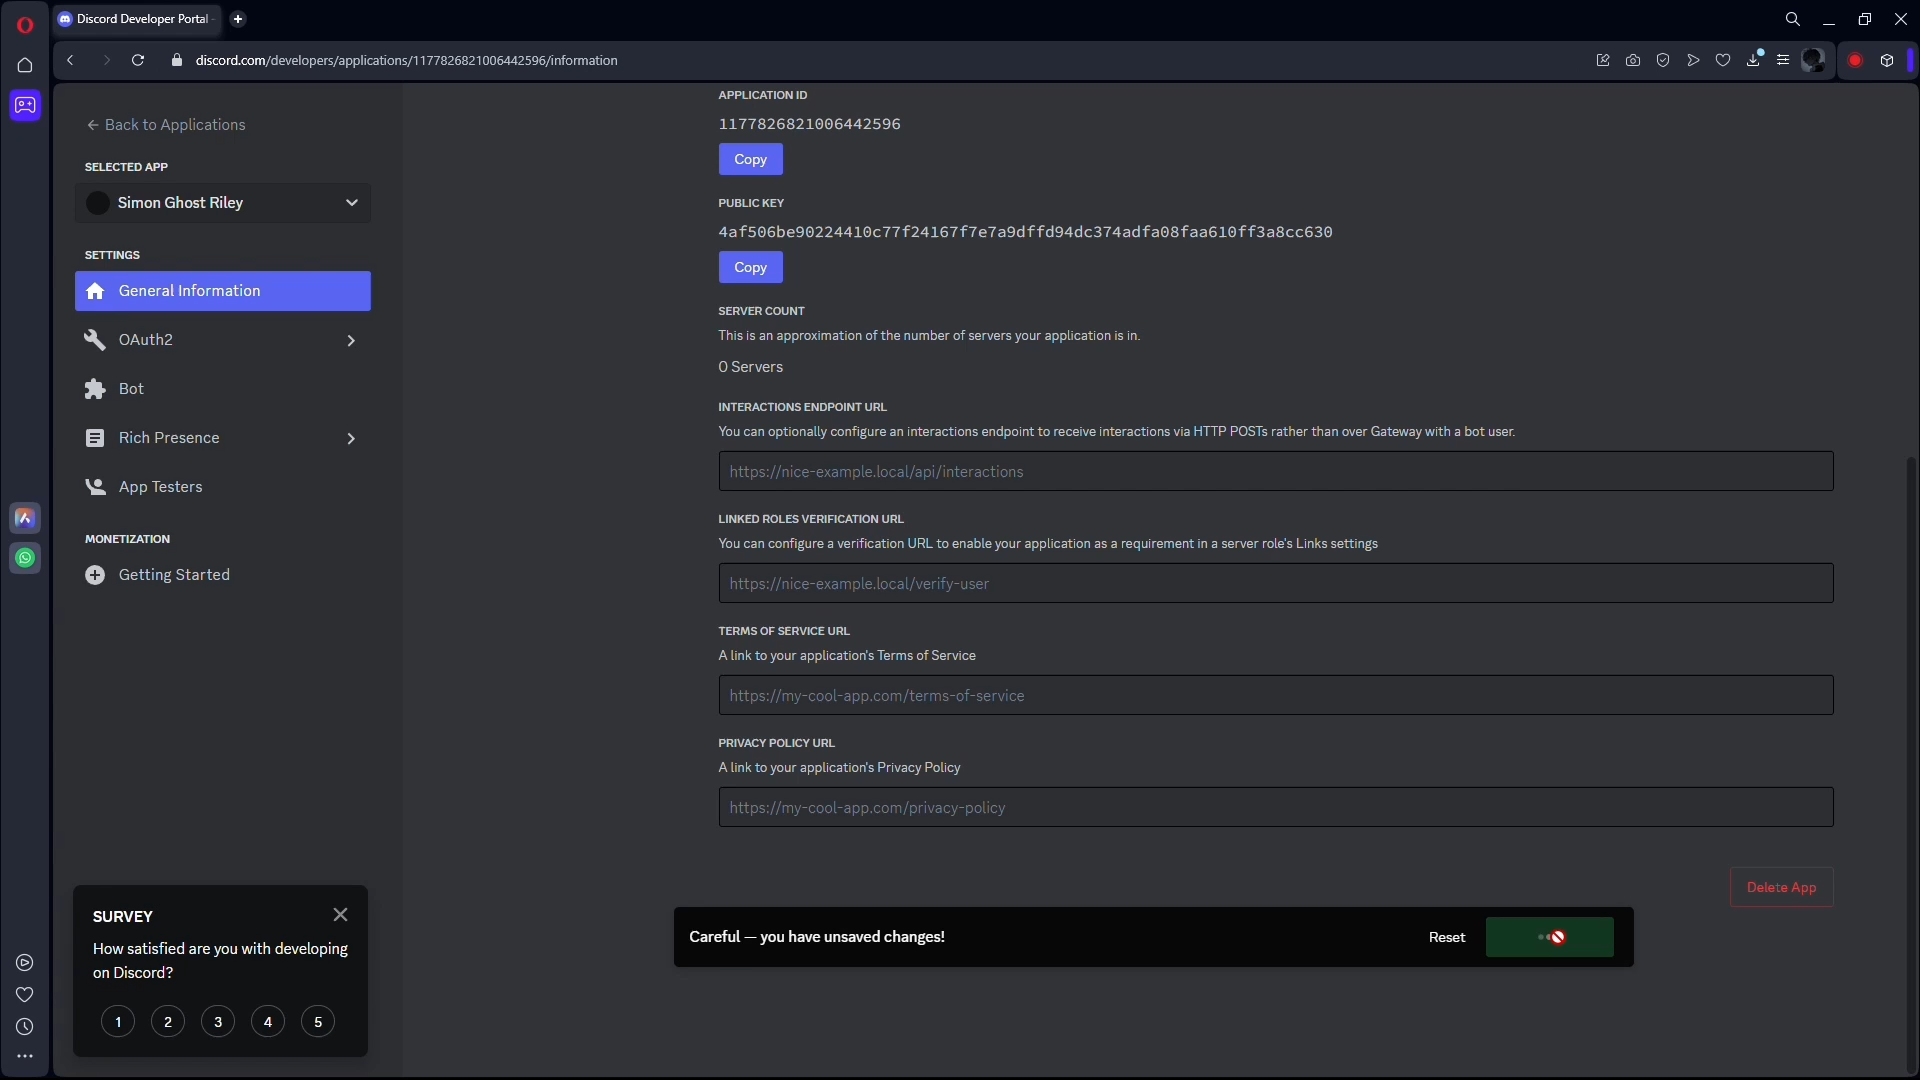 Discord Developer Portal -
discord.com/developers/applications/1177826821006442596/information
← Back to Applications
SELECTED APP
Simon Ghost Riley
SETTINGS
General Information
OAuth2
Bot
Rich Presence
App Testers
MONETIZATION
Getting Started
SURVEY
How satisfied are you with developing
on Discord?
1 2 3 4 5
APPLICATION ID
1177826821006442596
Copy
PUBLIC KEY
4af506be90224410c77f24167f7e7a9dffd94dc374adfa08faa610ff3a8cc630
Copy
SERVER COUNT
This is an approximation of the number of servers your application is in.
0 Servers
INTERACTIONS ENDPOINT URL
You can optionally configure an interactions endpoint to receive interactions via HTTP POSTs rather than over Gateway with a bot user.
https://nice-example.local/api/interactions
LINKED ROLES VERIFICATION URL
You can configure a verification URL to enable your application as a requirement in a server role's Links settings
https://nice-example.local/verify-user
TERMS OF SERVICE URL
A link to your application's Terms of Service
https://my-cool-app.com/terms-of-service
PRIVACY POLICY URL
A link to your application's Privacy Policy
https://my-cool-app.com/privacy-policy
Delete App
Careful — you have unsaved changes!
Reset